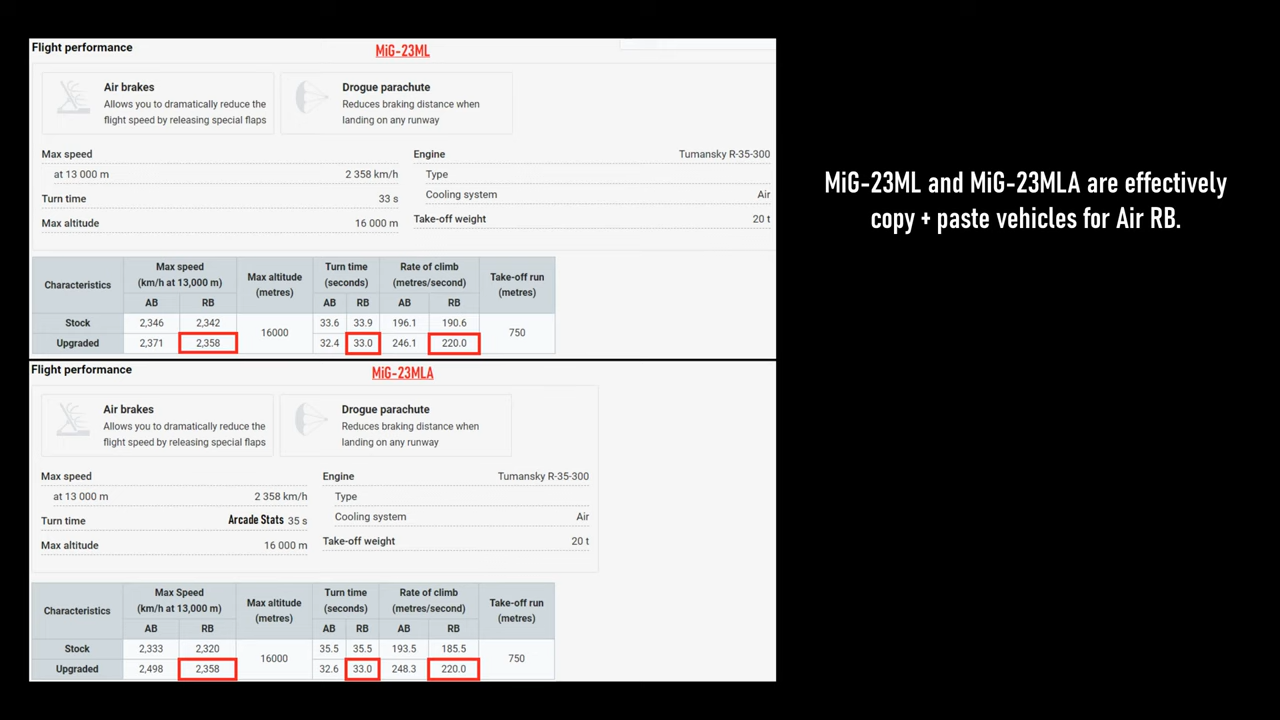 Flight performance
MiG-23ML
Air brakes
Allows you to dramatically reduce the
flight speed by releasing special flaps
Drogue parachute
Reduces braking distance when
landing on any runway
Max speed
at 13 000 m 2 358 km/h
Turn time 33 s
Max altitude 16 000 m
Engine Tumansky R-35-300
Type
Cooling system Air
Take-off weight 20 t
Characteristics Max speed (km/h at 13,000 m) Max altitude (metres) Turn time (seconds) Rate of climb (metres/second) Take-off run (metres)
AB RB AB RB AB RB
Stock 2,346 2,342 16000 33.6 33.9 196.1 190.6 750
Upgraded 2,371 2,358 32.4 33.0 246.1 220.0
MiG-23ML and MiG-23MLA are effectively
copy + paste vehicles for Air RB.
Flight performance
MiG-23MLA
Air brakes
Allows you to dramatically reduce the
flight speed by releasing special flaps
Drogue parachute
Reduces braking distance when
landing on any runway
Max speed
at 13 000 m 2 358 km/h
Turn time Arcade Stats 35 s
Max altitude 16 000 m
Engine Tumansky R-35-300
Type
Cooling system Air
Take-off weight 20 t
Characteristics Max Speed (km/h at 13,000 m) Max altitude (metres) Turn time (seconds) Rate of climb (metres/second) Take-off run (metres)
AB RB AB RB AB RB
Stock 2,333 2,320 16000 35.5 35.5 193.5 185.5 750
Upgraded 2,498 2,358 32.6 33.0 248.3 220.0